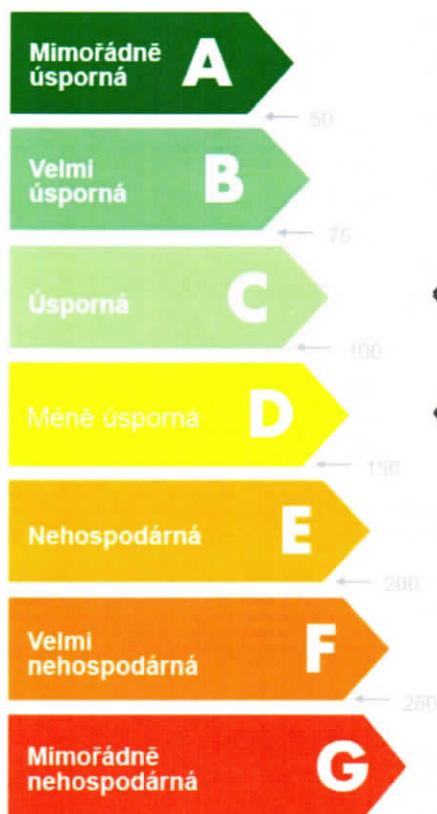 Mimořádně
úsporná
A
50
Velmi
úsporná
B
75
Úsporná
C
100
Méně úsporná
D
150
Nehospodárná
E
200
Velmi
nehospodárná
F
250
Mimořádně
nehospodárná
G